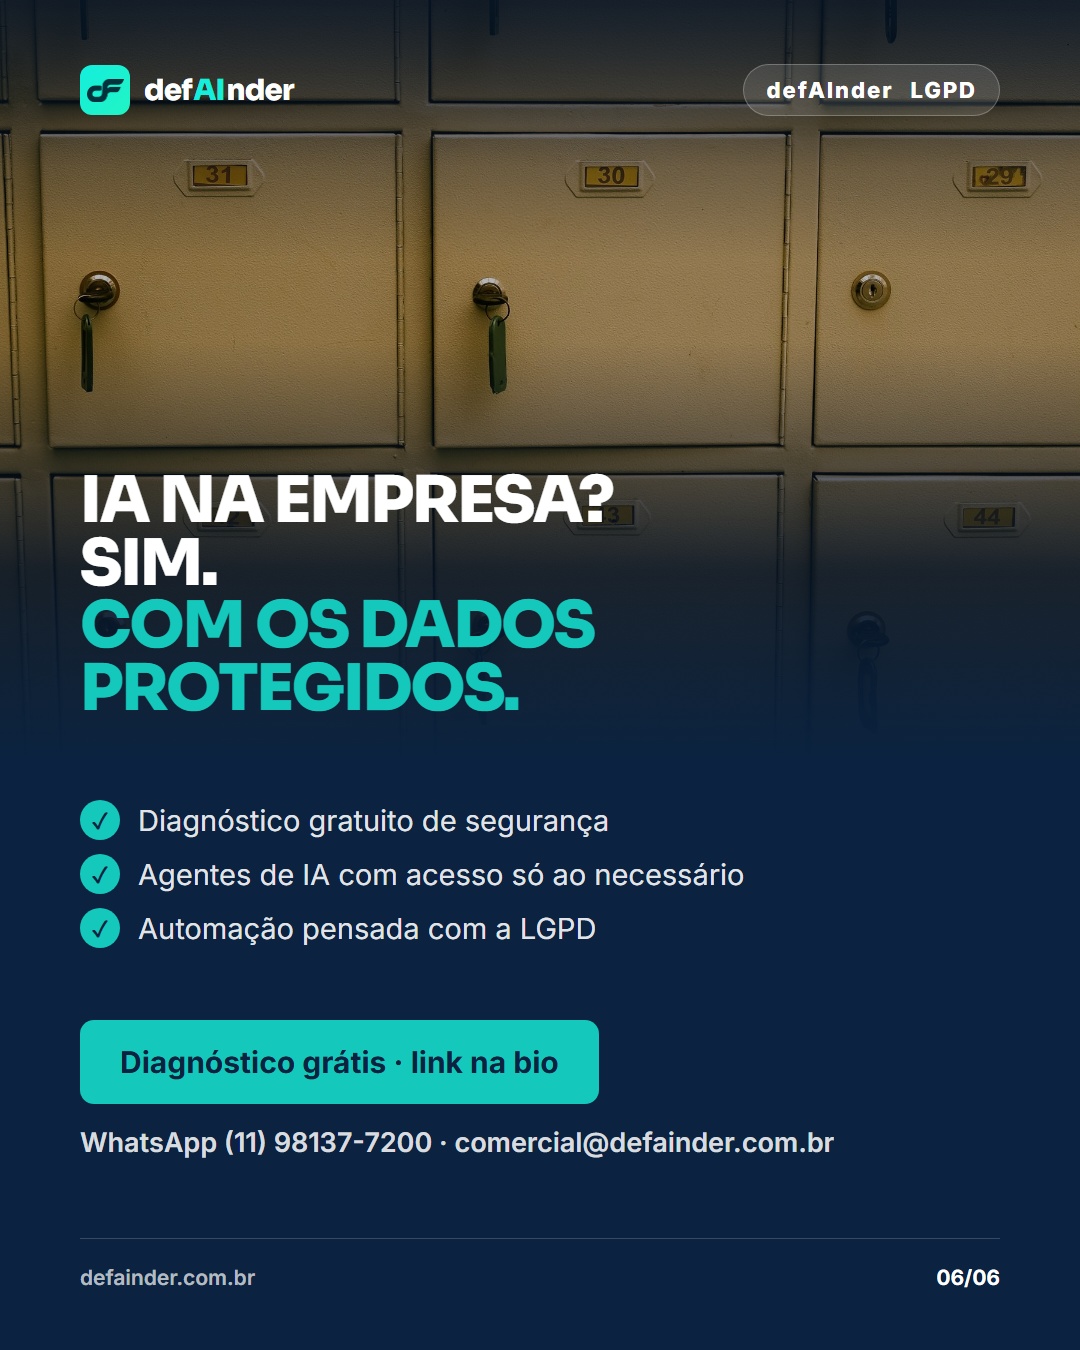 defAInder
defAInder LGPD
31
30
29
44
IA NA EMPRESA?
SIM.
COM OS DADOS
PROTEGIDOS.
✓ Diagnóstico gratuito de segurança
✓ Agentes de IA com acesso só ao necessário
✓ Automação pensada com a LGPD
Diagnóstico grátis · link na bio
WhatsApp (11) 98137-7200 · comercial@defainder.com.br
defainder.com.br
06/06